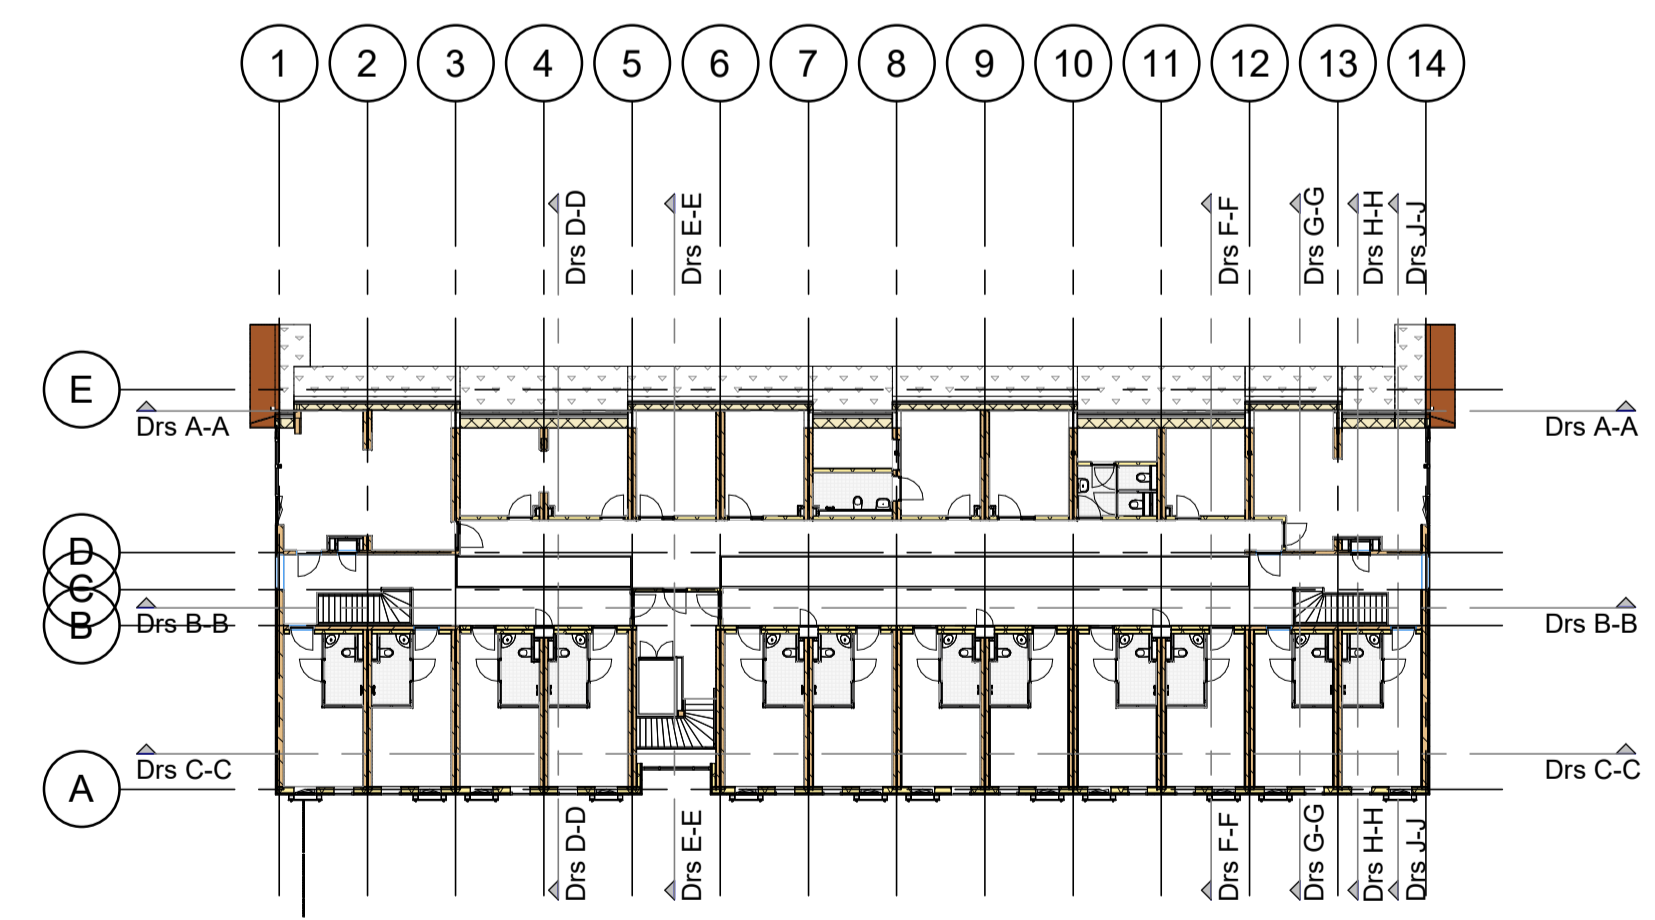 1 2 3 4 5 6 7 8 9 10 11 12 13 14
Drs D-D
Drs E-E
Drs F-F
Drs G-G
Drs H-H
Drs J-J
E
Drs A-A
Drs A-A
D
C
B
Drs B-B
Drs B-B
A
Drs C-C
Drs C-C
Drs D-D
Drs E-E
Drs F-F
Drs G-G
Drs H-H
Drs J-J